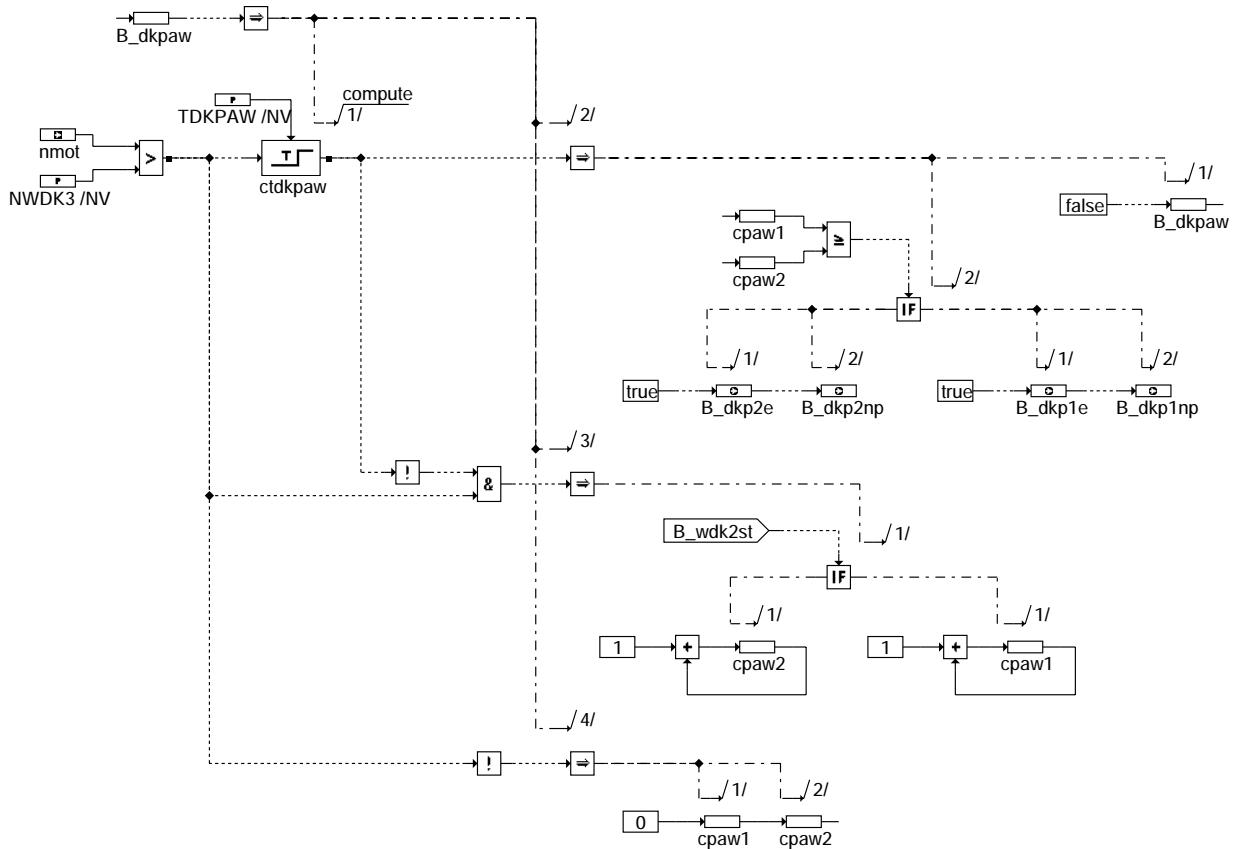 ⇒
B_dkpaw
compute
1/
P
TDKPAW /NV
2/
nmot
>
T
ctdkpaw
⇒
P
NWDK3 /NV
1/
false
B_dkpaw
cpaw1
≥
cpaw2
2/
IF
1/
2/
1/
2/
true
B_dkp2e
B_dkp2np
true
B_dkp1e
B_dkp1np
3/
!
&
⇒
B_wdk2st
1/
IF
1/
1/
1
+
cpaw2
1
+
cpaw1
4/
!
⇒
1/
2/
0
cpaw1
cpaw2